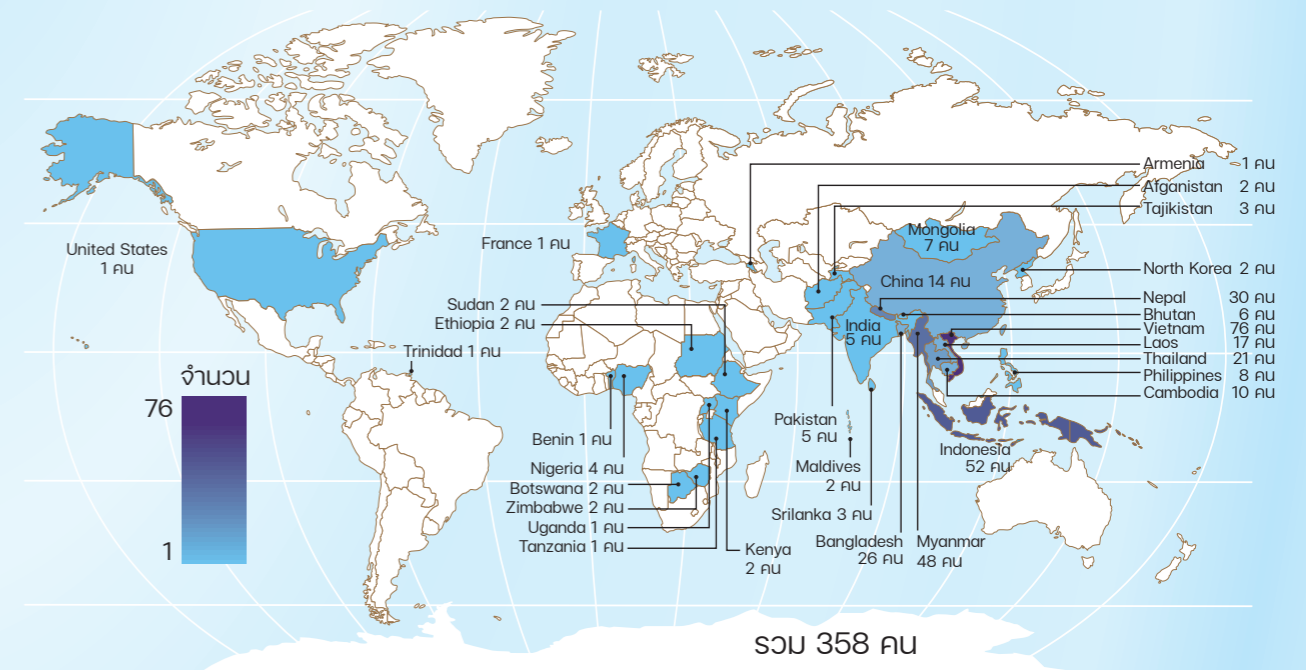 United States
1 คน
France 1 คน
Sudan 2 คน
Ethiopia 2 คน
Trinidad 1 คน
จำนวน
76
1
Benin 1 คน
Nigeria 4 คน
Botswana 2 คน
Zimbabwe 2 คน
Uganda 1 คน
Tanzania 1 คน
Kenya
2 คน
Armenia 1 คน
Afganistan 2 คน
Tajikistan 3 คน
Mongolia
7 คน
China 14 คน
India
5 คน
North Korea 2 คน
Nepal 30 คน
Bhutan 6 คน
Vietnam 76 คน
Laos 17 คน
Thailand 21 คน
Philippines 8 คน
Cambodia 10 คน
Pakistan
5 คน
Maldives
2 คน
Srilanka 3 คน
Bangladesh
26 คน
Myanmar
48 คน
Indonesia
52 คน
รวม 358 คน